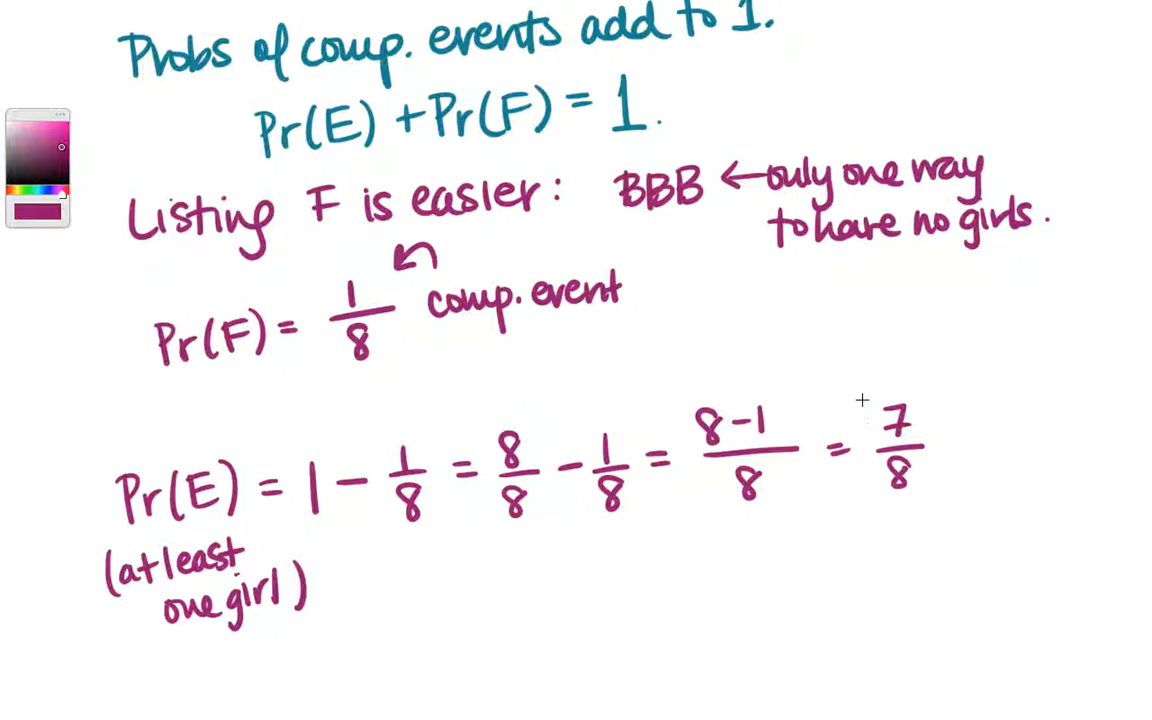 Probs of comp. events add to 1.
Pr(E) + Pr(F) = 1.
Listing F is easier: BBB ← only one way
to have no girls.
Pr(F) = 1/8 comp. event
Pr(E) = 1 - 1/8 = 8/8 - 1/8 = 8-1/8 = 7/8
(at least
one girl)